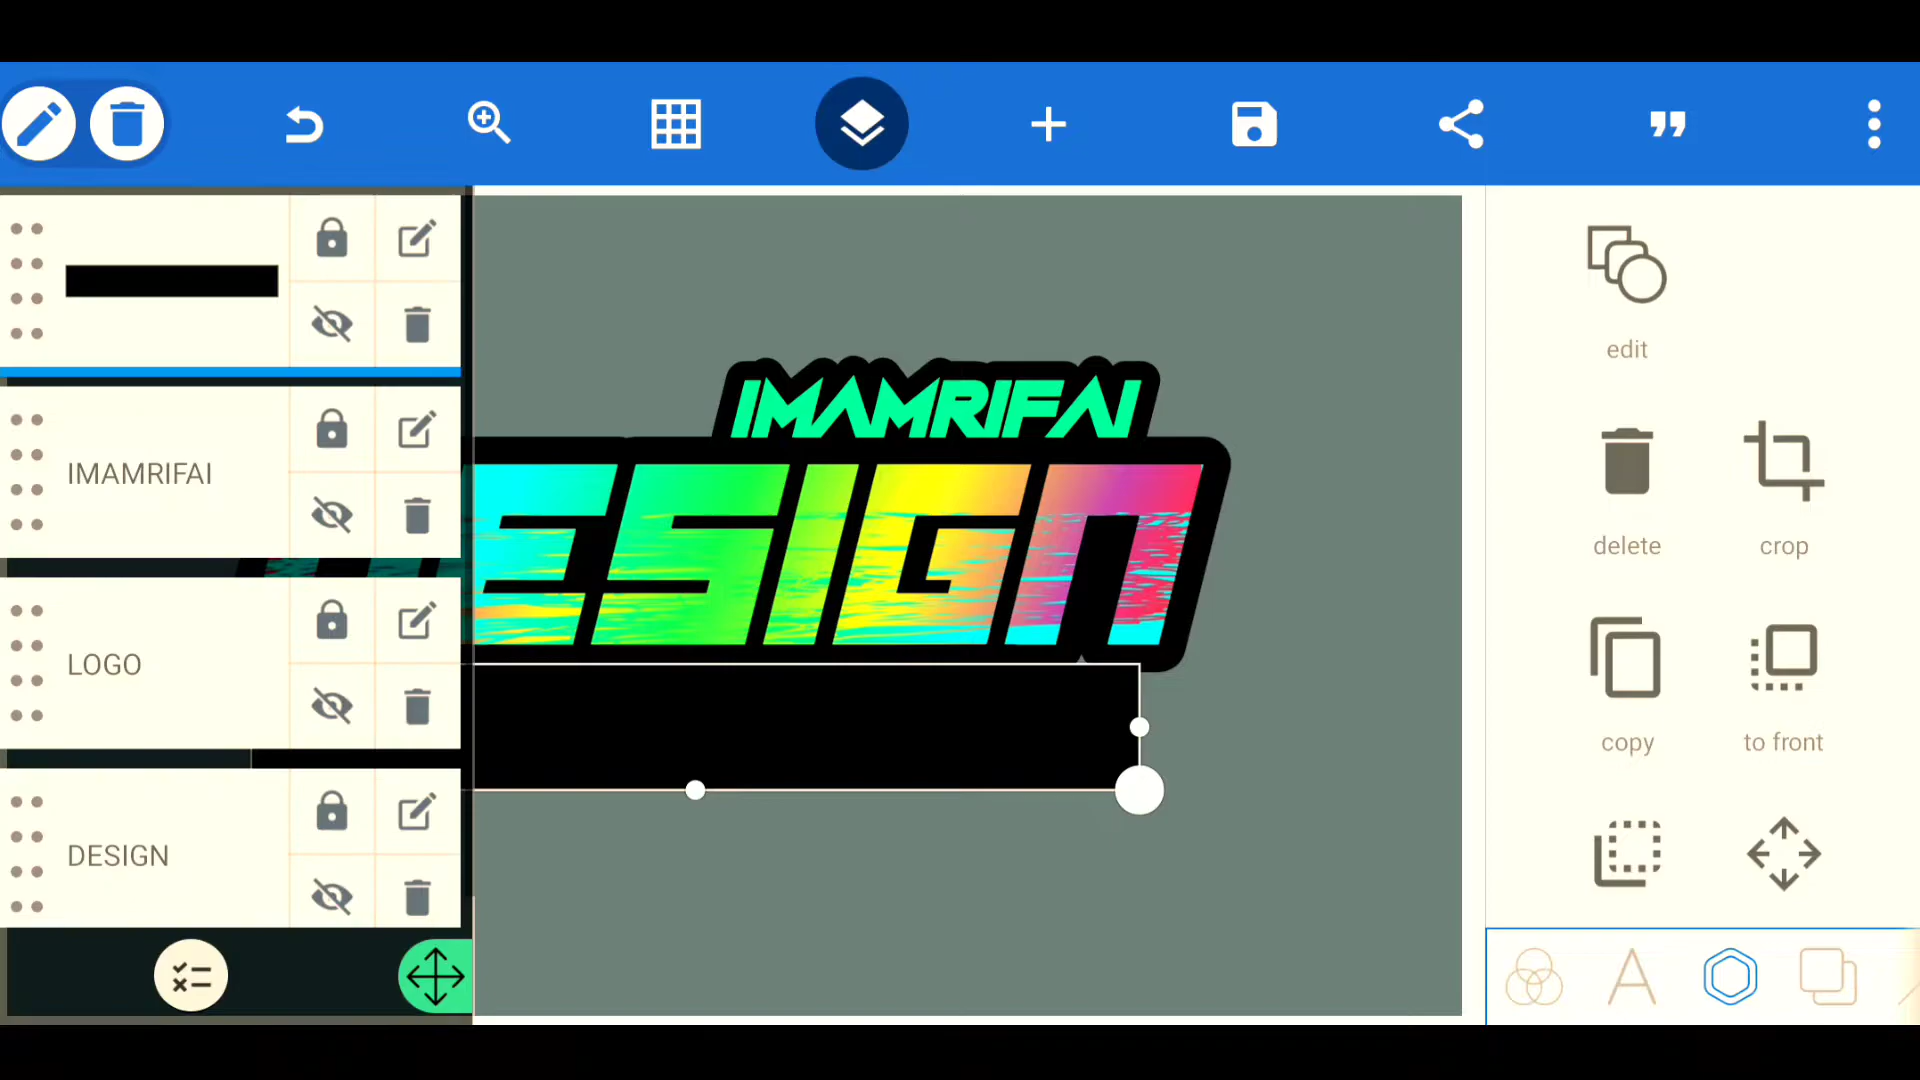 IMAMRIFAI
LOGO
DESIGN
IMAMRIFAI
ESIGN
edit
delete
crop
copy
to front